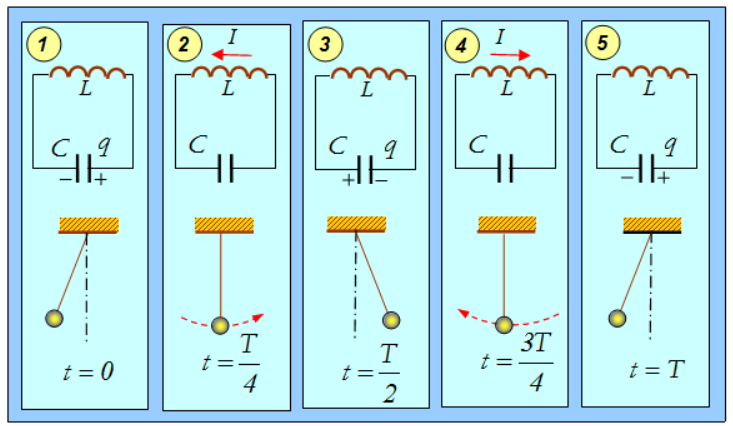 1
L
C q
− +
t = 0
2
I
L
C
t = T/4
3
L
C q
+ −
t = T/2
4
I
L
C
t = 3T/4
5
L
C q
− +
t = T